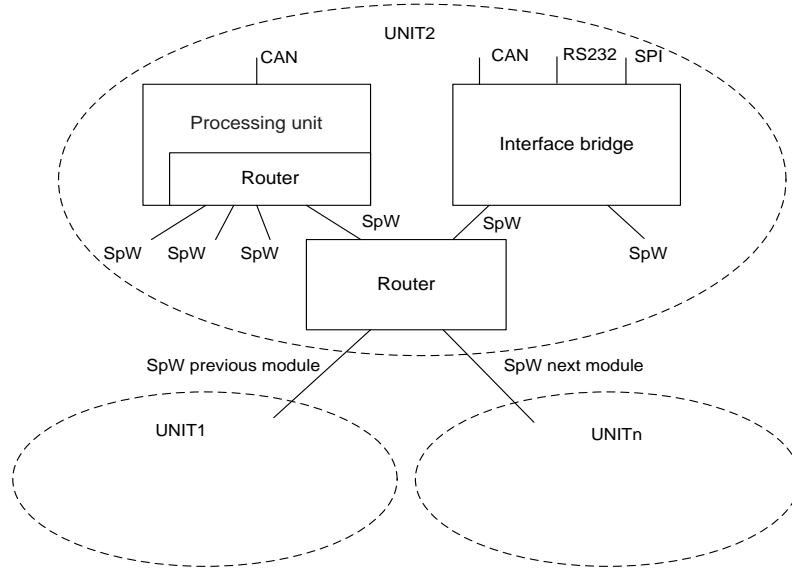 UNIT2
CAN
CAN
RS232
SPI
Processing unit
Interface bridge
Router
SpW
SpW
SpW
SpW
SpW
SpW
Router
SpW previous module
SpW next module
UNIT1
UNITn